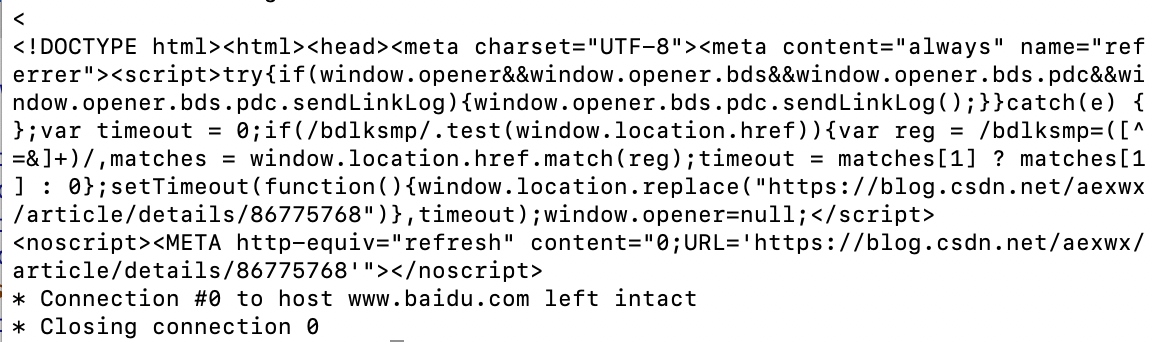 <
<!DOCTYPE html><html><head><meta charset="UTF-8"><meta content="always" name="ref
errer"><script>try{if(window.opener&&window.opener.bds&&window.opener.bds.pdc&&wi
ndow.opener.bds.pdc.sendLinkLog){window.opener.bds.pdc.sendLinkLog();}}catch(e) {
};var timeout = 0;if(/bdlksmp/.test(window.location.href)){var reg = /bdlksmp=([^
=&]+)/,matches = window.location.href.match(reg);timeout = matches[1] ? matches[1
] : 0};setTimeout(function(){window.location.replace("https://blog.csdn.net/aexwx
/article/details/86775768")},timeout);window.opener=null;</script>
<noscript><META http-equiv="refresh" content="0;URL='https://blog.csdn.net/aexwx/
article/details/86775768'"></noscript>
* Connection #0 to host www.baidu.com left intact
* Closing connection 0